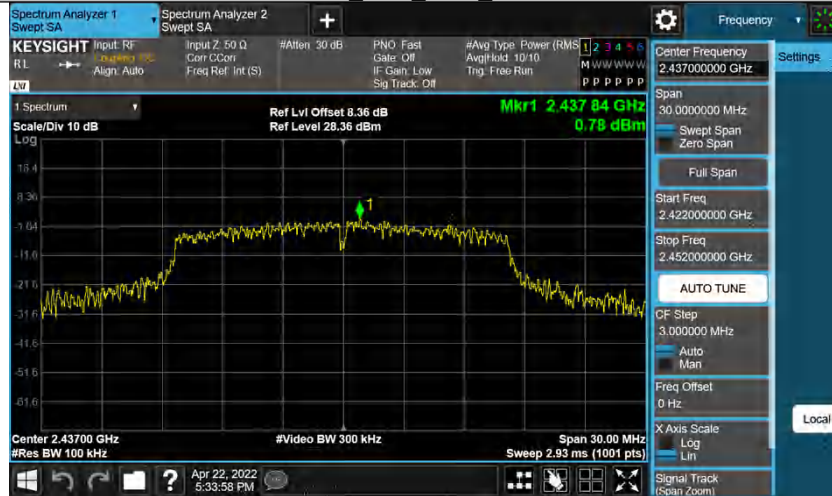 Spectrum Analyzer 1
Swept SA
Spectrum Analyzer 2
Swept SA
Frequency
KEYSIGHT
RL
LXI
Input: RF
Coupling: DC
Align: Auto
Input Z: 50 Ω
Corr CCorr
Freq Ref: Int (S)
#Atten: 30 dB
PNO: Fast
Gate: Off
IF Gain: Low
Sig Track: Off
#Avg Type: Power (RMS
Avg|Hold: 10/10
Trig: Free Run
1 2 3 4 5 6
M W W W W W
P P P P P P
Settings
1 Spectrum
Scale/Div 10 dB
Log
Ref Lvl Offset 8.36 dB
Ref Level 28.36 dBm
Mkr1 2.437 84 GHz
0.78 dBm
18.4
8.36
-1.64
-11.6
-21.6
-31.6
-41.6
-51.6
-61.6
1
Center 2.43700 GHz
#Res BW 100 kHz
#Video BW 300 kHz
Span 30.00 MHz
Sweep 2.93 ms (1001 pts)
Center Frequency
2.437000000 GHz
Span
30.0000000 MHz
Swept Span
Zero Span
Full Span
Start Freq
2.422000000 GHz
Stop Freq
2.452000000 GHz
AUTO TUNE
CF Step
3.000000 MHz
Auto
Man
Freq Offset
0 Hz
X Axis Scale
Log
Lin
Signal Track
(Span Zoom)
Local
?
Apr 22, 2022
5:33:58 PM